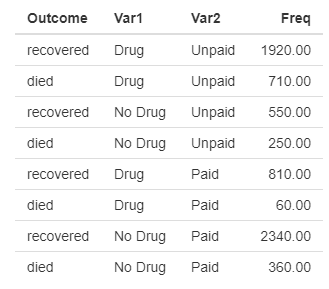 Outcome Var1 Var2 Freq
recovered Drug Unpaid 1920.00
died Drug Unpaid 710.00
recovered No Drug Unpaid 550.00
died No Drug Unpaid 250.00
recovered Drug Paid 810.00
died Drug Paid 60.00
recovered No Drug Paid 2340.00
died No Drug Paid 360.00